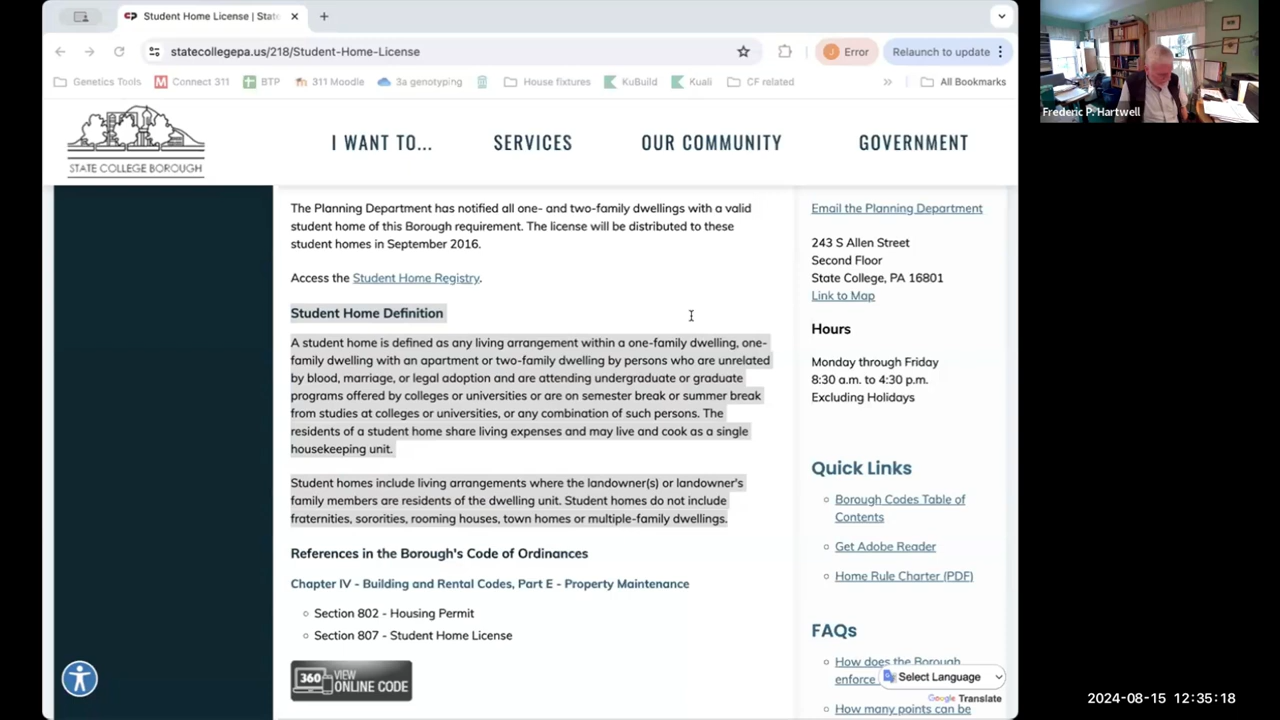 Student Home License | State
statecollegepa.us/218/Student-Home-License
Error
Relaunch to update
Genetics Tools
Connect 311
BTP
311 Moodle
3a genotyping
House fixtures
KuBuild
Kuali
CF related
All Bookmarks
Frederic P. Hartwell
STATE COLLEGE BOROUGH
I WANT TO...
SERVICES
OUR COMMUNITY
GOVERNMENT
The Planning Department has notified all one- and two-family dwellings with a valid
student home of this Borough requirement. The license will be distributed to these
student homes in September 2016.
Access the Student Home Registry.
Student Home Definition
A student home is defined as any living arrangement within a one-family dwelling, one-
family dwelling with an apartment or two-family dwelling by persons who are unrelated
by blood, marriage, or legal adoption and are attending undergraduate or graduate
programs offered by colleges or universities or are on semester break or summer break
from studies at colleges or universities, or any combination of such persons. The
residents of a student home share living expenses and may live and cook as a single
housekeeping unit.
Student homes include living arrangements where the landowner(s) or landowner's
family members are residents of the dwelling unit. Student homes do not include
fraternities, sororities, rooming houses, town homes or multiple-family dwellings.
References in the Borough's Code of Ordinances
Chapter IV - Building and Rental Codes, Part E - Property Maintenance
Section 802 - Housing Permit
Section 807 - Student Home License
360 VIEW
ONLINE CODE
Email the Planning Department
243 S Allen Street
Second Floor
State College, PA 16801
Link to Map
Hours
Monday through Friday
8:30 a.m. to 4:30 p.m.
Excluding Holidays
Quick Links
Borough Codes Table of
Contents
Get Adobe Reader
Home Rule Charter (PDF)
FAQs
How does the Borough
enforce
Select Language
Google Translate
How many points can be
2024-08-15 12:35:18